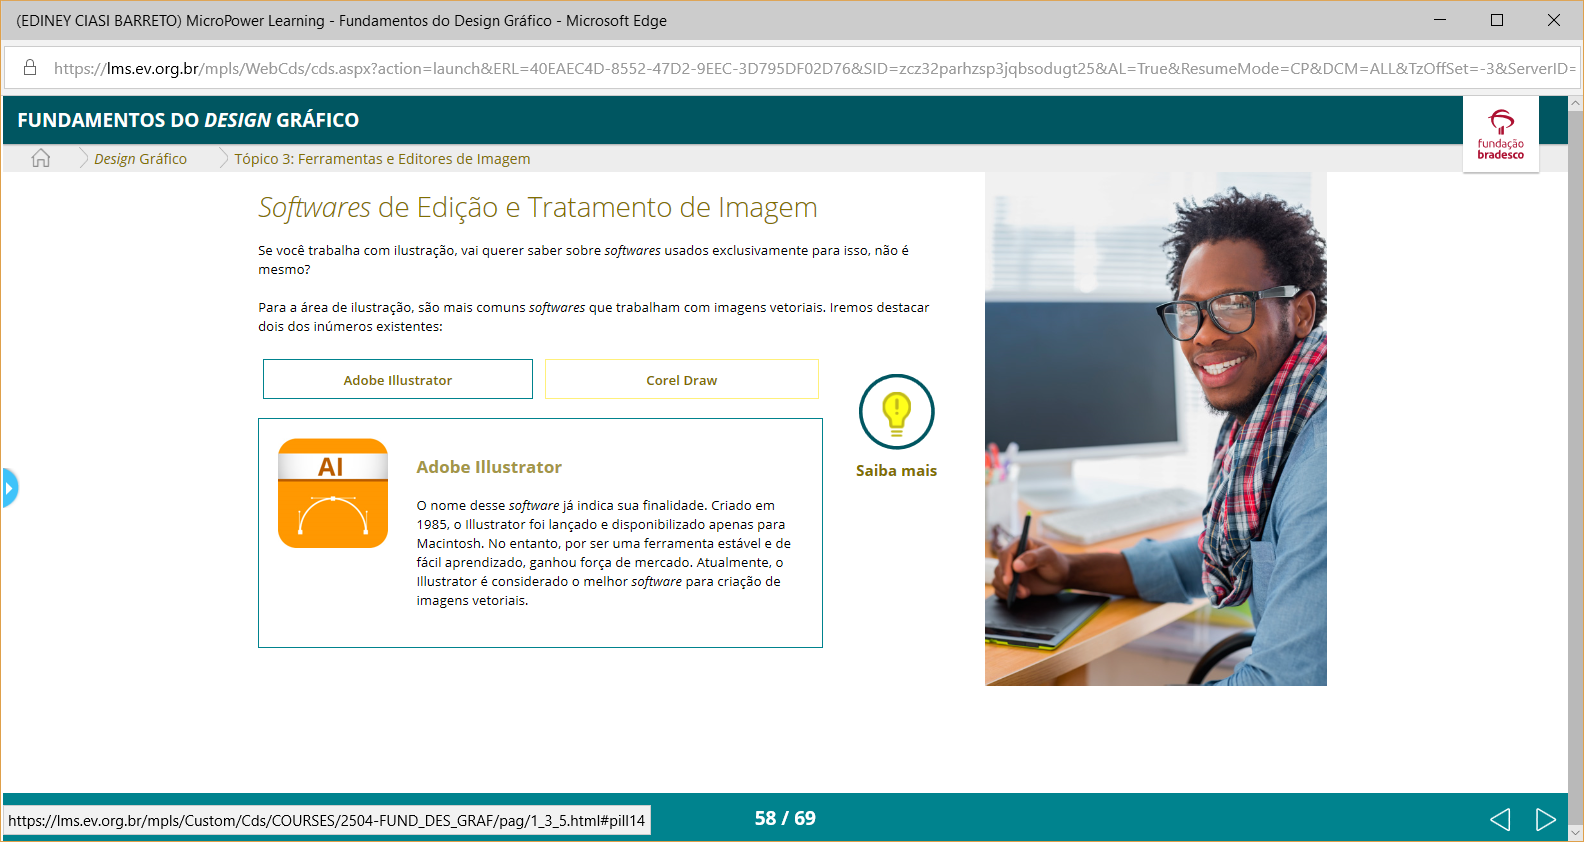 (EDINEY CIASI BARRETO) MicroPower Learning - Fundamentos do Design Gráfico - Microsoft Edge
https://lms.ev.org.br/mpls/WebCds/cds.aspx?action=launch&ERL=40EAEC4D-8552-47D2-9EEC-3D795DF02D76&SID=zcz32parhzsp3jqbsodugt25&AL=True&ResumeMode=CP&DCM=ALL&TzOffSet=-3&ServerID=
FUNDAMENTOS DO DESIGN GRÁFICO
fundação
bradesco
Design Gráfico
Tópico 3: Ferramentas e Editores de Imagem
Softwares de Edição e Tratamento de Imagem
Se você trabalha com ilustração, vai querer saber sobre softwares usados exclusivamente para isso, não é
mesmo?
Para a área de ilustração, são mais comuns softwares que trabalham com imagens vetoriais. Iremos destacar
dois dos inúmeros existentes:
Adobe Illustrator
Corel Draw
Saiba mais
AI
Adobe Illustrator
O nome desse software já indica sua finalidade. Criado em
1985, o Illustrator foi lançado e disponibilizado apenas para
Macintosh. No entanto, por ser uma ferramenta estável e de
fácil aprendizado, ganhou força de mercado. Atualmente, o
Illustrator é considerado o melhor software para criação de
imagens vetoriais.
https://lms.ev.org.br/mpls/Custom/Cds/COURSES/2504-FUND_DES_GRAF/pag/1_3_5.html#pill14
58 / 69